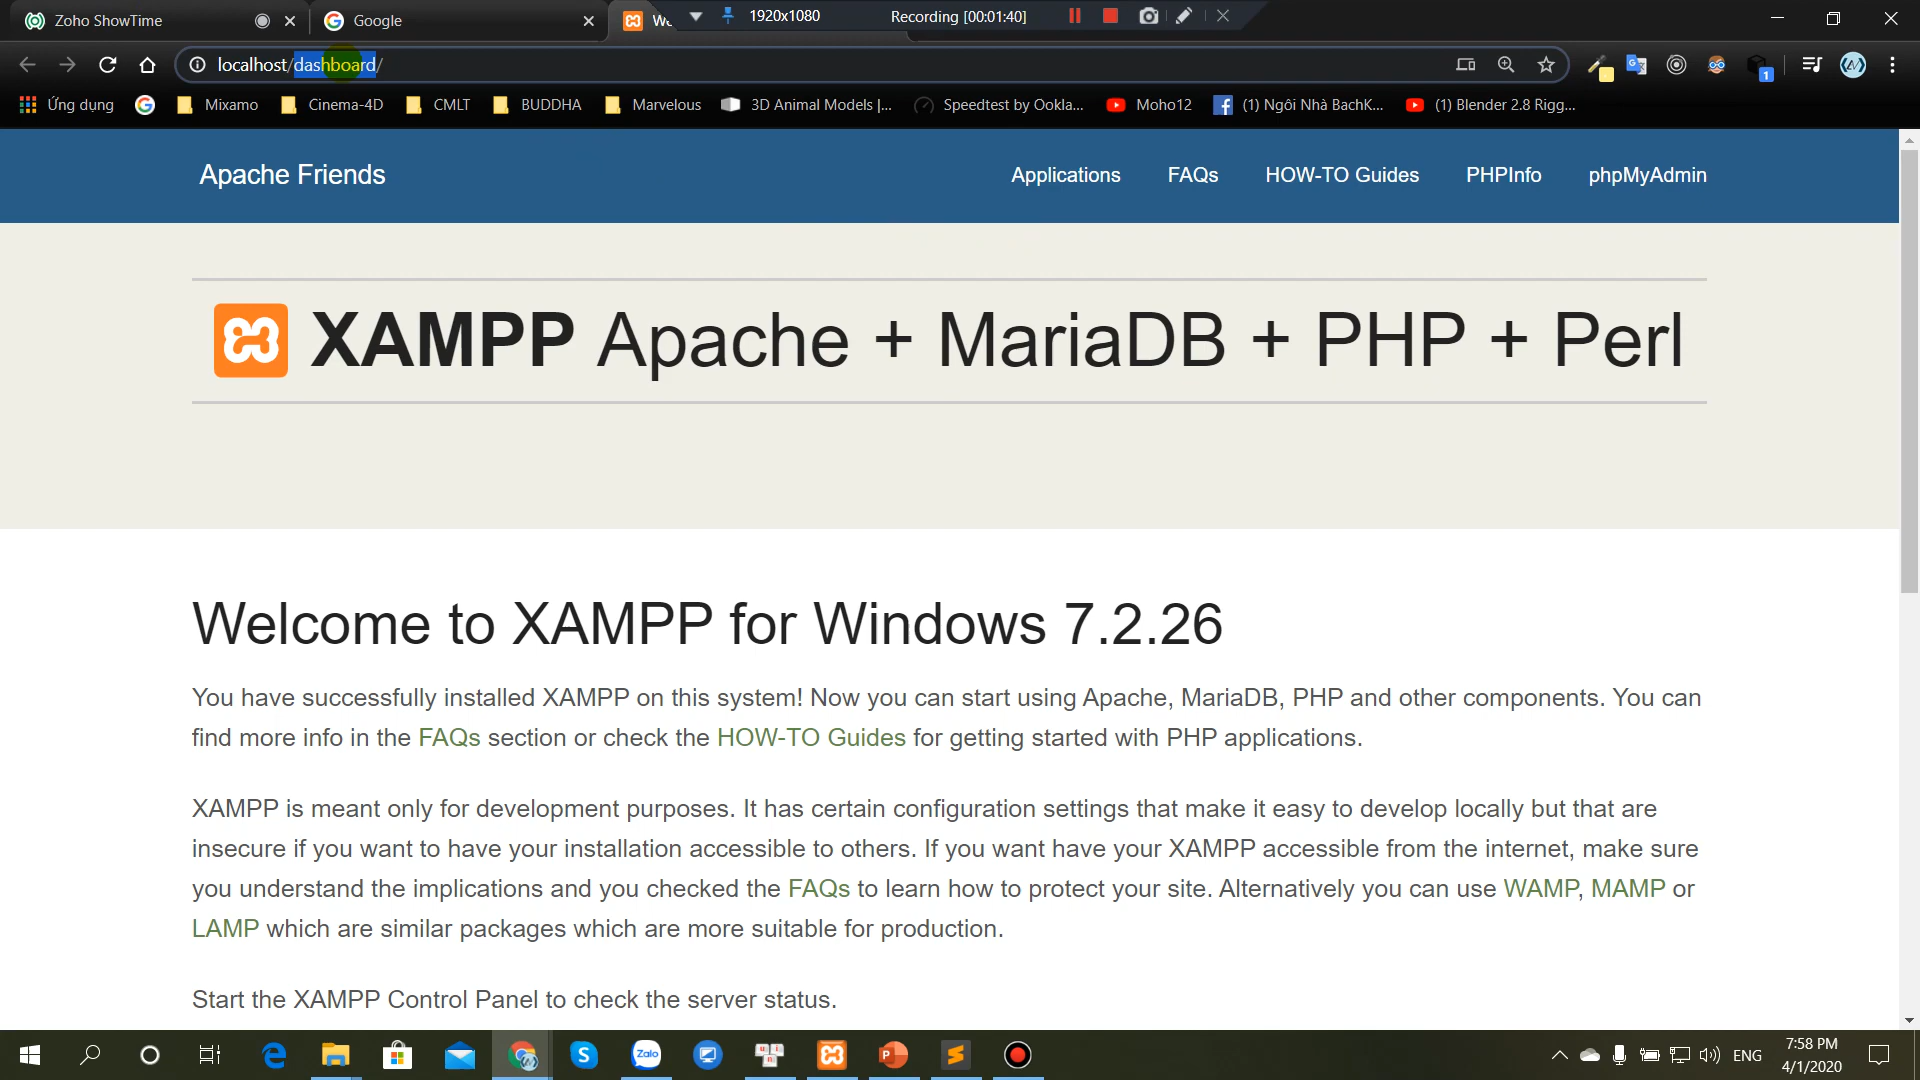 Zoho ShowTime
Google
We
1920x1080
Recording [00:01:40]
localhost/dashboard/
1
Ứng dụng
Mixamo
Cinema-4D
CMLT
BUDDHA
Marvelous
3D Animal Models |...
Speedtest by Ookla...
Moho12
(1) Ngôi Nhà BachK...
(1) Blender 2.8 Rigg...
Apache Friends
Applications
FAQs
HOW-TO Guides
PHPInfo
phpMyAdmin
XAMPP Apache + MariaDB + PHP + Perl
Welcome to XAMPP for Windows 7.2.26
You have successfully installed XAMPP on this system! Now you can start using Apache, MariaDB, PHP and other components. You can
find more info in the FAQs section or check the HOW-TO Guides for getting started with PHP applications.
XAMPP is meant only for development purposes. It has certain configuration settings that make it easy to develop locally but that are
insecure if you want to have your installation accessible to others. If you want have your XAMPP accessible from the internet, make sure
you understand the implications and you checked the FAQs to learn how to protect your site. Alternatively you can use WAMP, MAMP or
LAMP which are similar packages which are more suitable for production.
Start the XAMPP Control Panel to check the server status.
Zalo
ENG
7:58 PM
4/1/2020